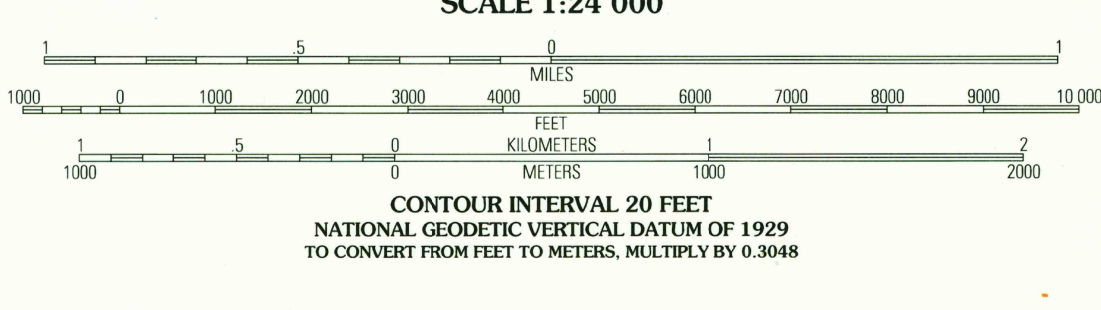 SCALE 1:24 000
1 .5 0 1
MILES
1000 0 1000 2000 3000 4000 5000 6000 7000 8000 9000 10 000
FEET
1 .5 0 KILOMETERS 1 2
1000 0 METERS 1000 2000
CONTOUR INTERVAL 20 FEET
NATIONAL GEODETIC VERTICAL DATUM OF 1929
TO CONVERT FROM FEET TO METERS, MULTIPLY BY 0.3048